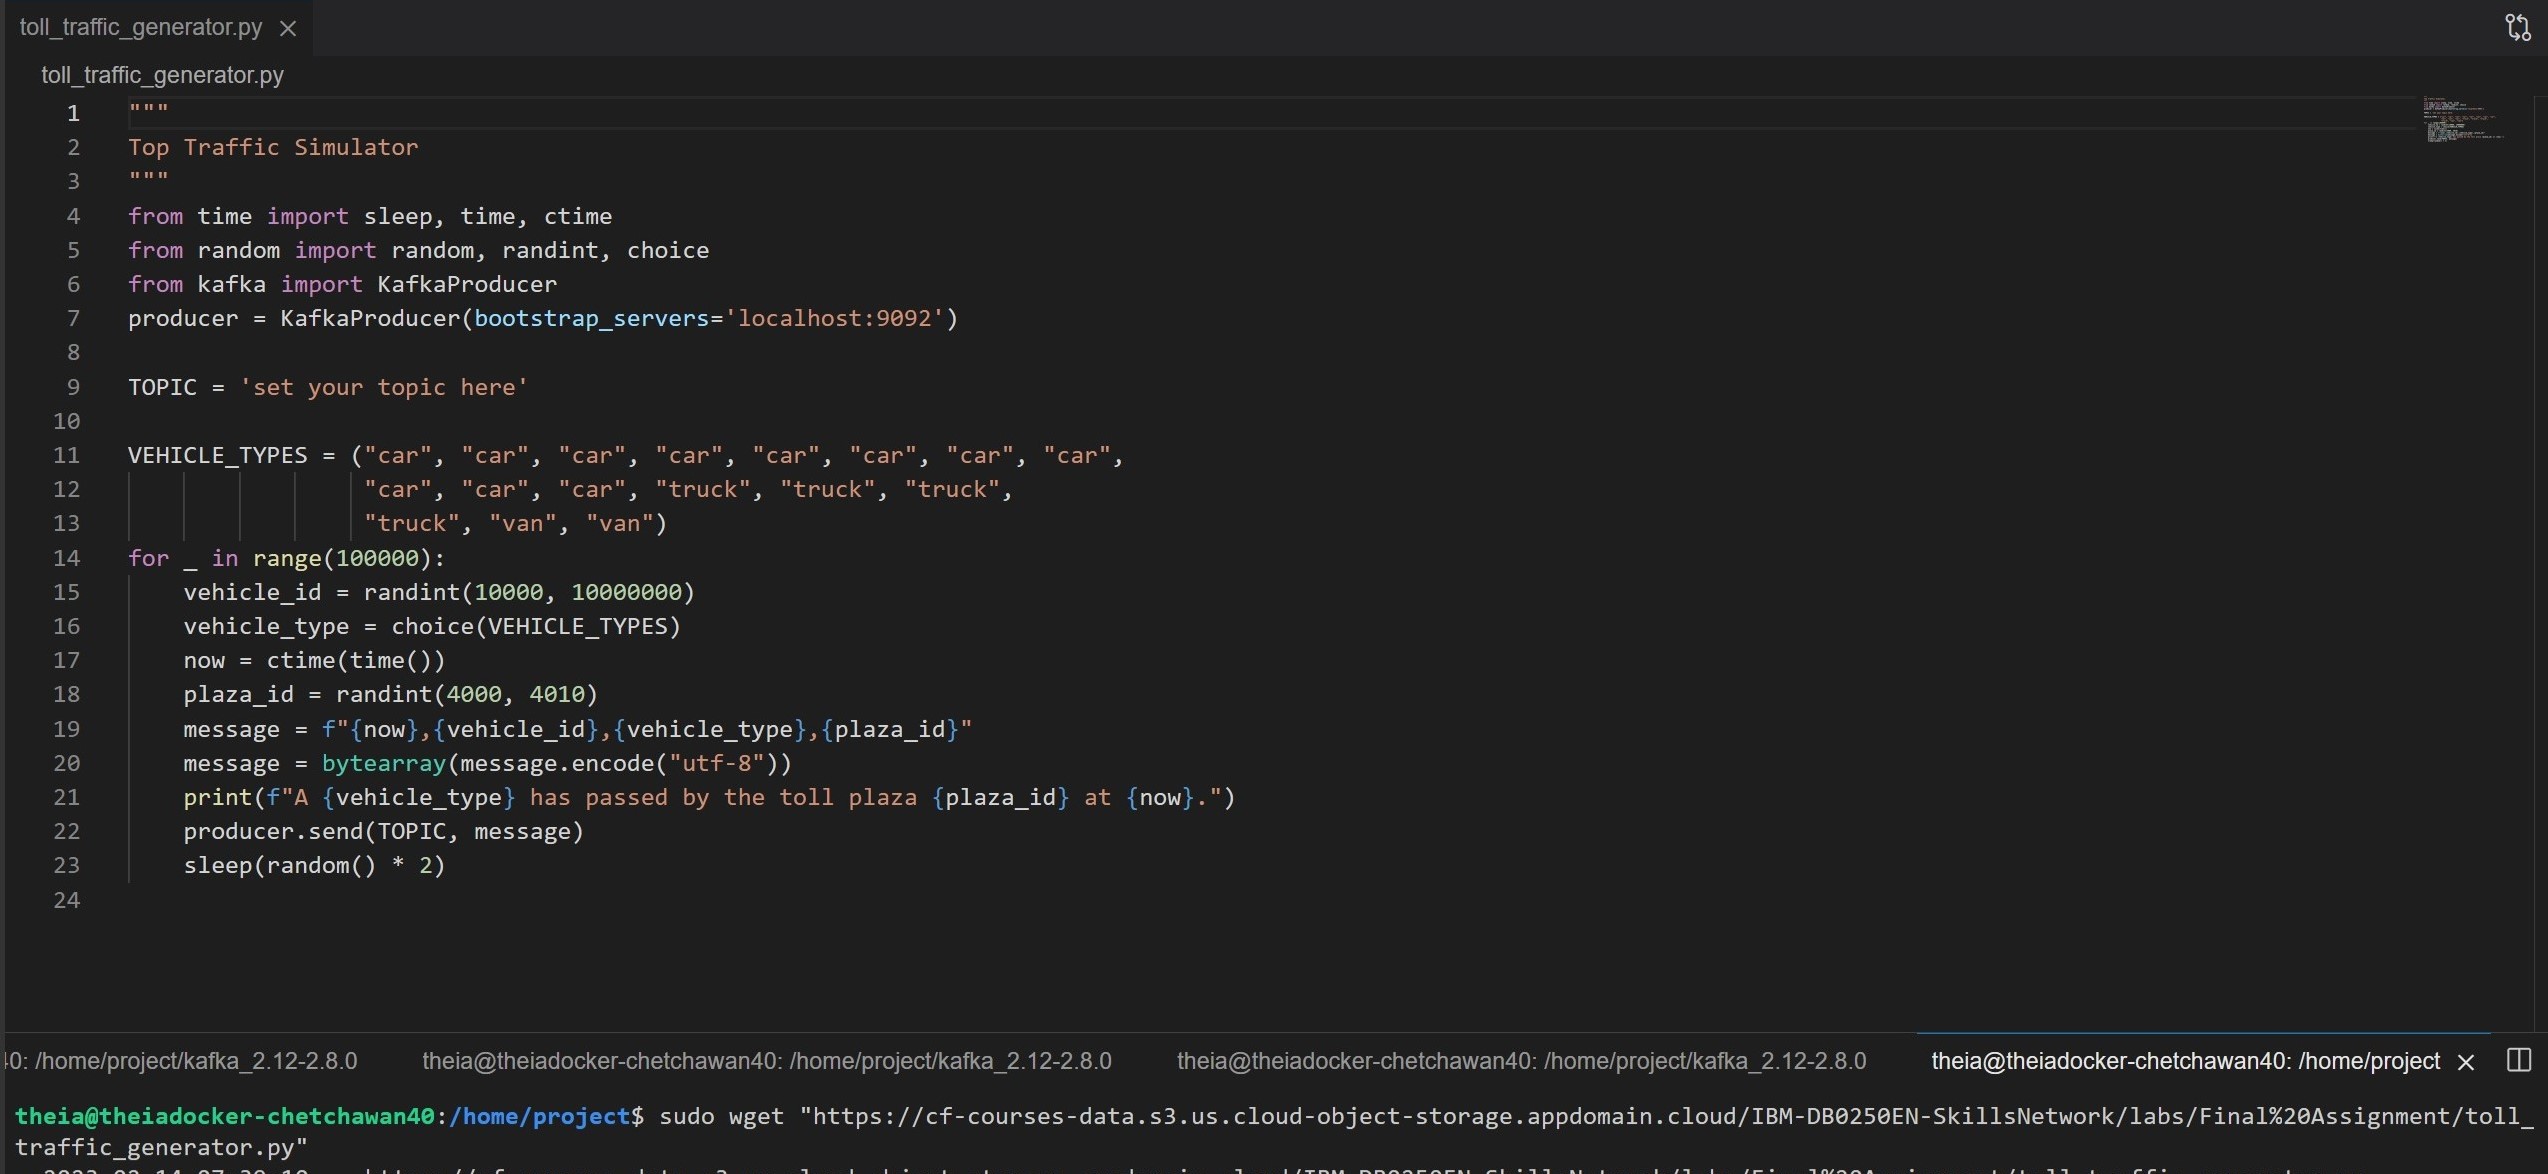 toll_traffic_generator.py
toll_traffic_generator.py
1 """
2 Top Traffic Simulator
3 """
4 from time import sleep, time, ctime
5 from random import random, randint, choice
6 from kafka import KafkaProducer
7 producer = KafkaProducer(bootstrap_servers='localhost:9092')
8
9 TOPIC = 'set your topic here'
10
11 VEHICLE_TYPES = ("car", "car", "car", "car", "car", "car", "car", "car",
12                  "car", "car", "car", "truck", "truck", "truck",
13                  "truck", "van", "van")
14 for _ in range(100000):
15     vehicle_id = randint(10000, 10000000)
16     vehicle_type = choice(VEHICLE_TYPES)
17     now = ctime(time())
18     plaza_id = randint(4000, 4010)
19     message = f"{now},{vehicle_id},{vehicle_type},{plaza_id}"
20     message = bytearray(message.encode("utf-8"))
21     print(f"A {vehicle_type} has passed by the toll plaza {plaza_id} at {now}.")
22     producer.send(TOPIC, message)
23     sleep(random() * 2)
24
40: /home/project/kafka_2.12-2.8.0 theia@theiadocker-chetchawan40: /home/project/kafka_2.12-2.8.0 theia@theiadocker-chetchawan40: /home/project/kafka_2.12-2.8.0 theia@theiadocker-chetchawan40: /home/project
theia@theiadocker-chetchawan40:/home/project$ sudo wget "https://cf-courses-data.s3.us.cloud-object-storage.appdomain.cloud/IBM-DB0250EN-SkillsNetwork/labs/Final%20Assignment/toll_
traffic_generator.py"